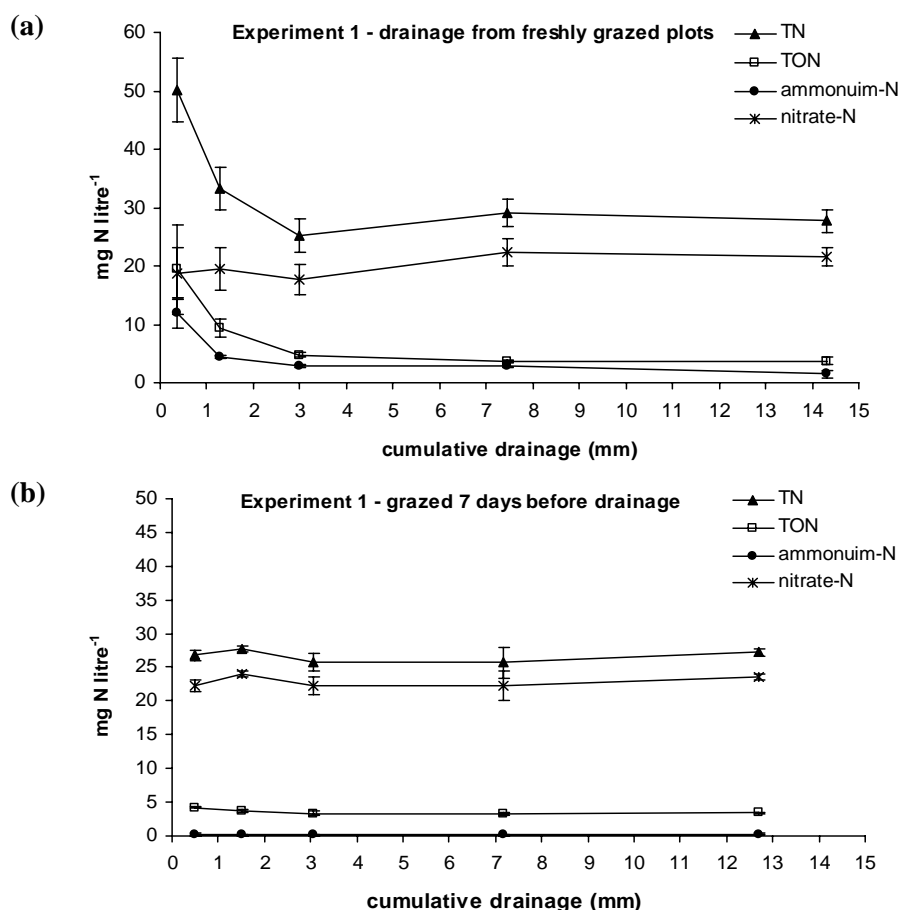 (a)
Experiment 1 - drainage from freshly grazed plots
TN
TON
ammonuim-N
nitrate-N
mg N litre-1
60
50
40
30
20
10
0
0 1 2 3 4 5 6 7 8 9 10 11 12 13 14 15
cumulative drainage (mm)
(b)
Experiment 1 - grazed 7 days before drainage
TN
TON
ammonuim-N
nitrate-N
mg N litre-1
50
45
40
35
30
25
20
15
10
5
0
0 1 2 3 4 5 6 7 8 9 10 11 12 13 14 15
cumulative drainage (mm)